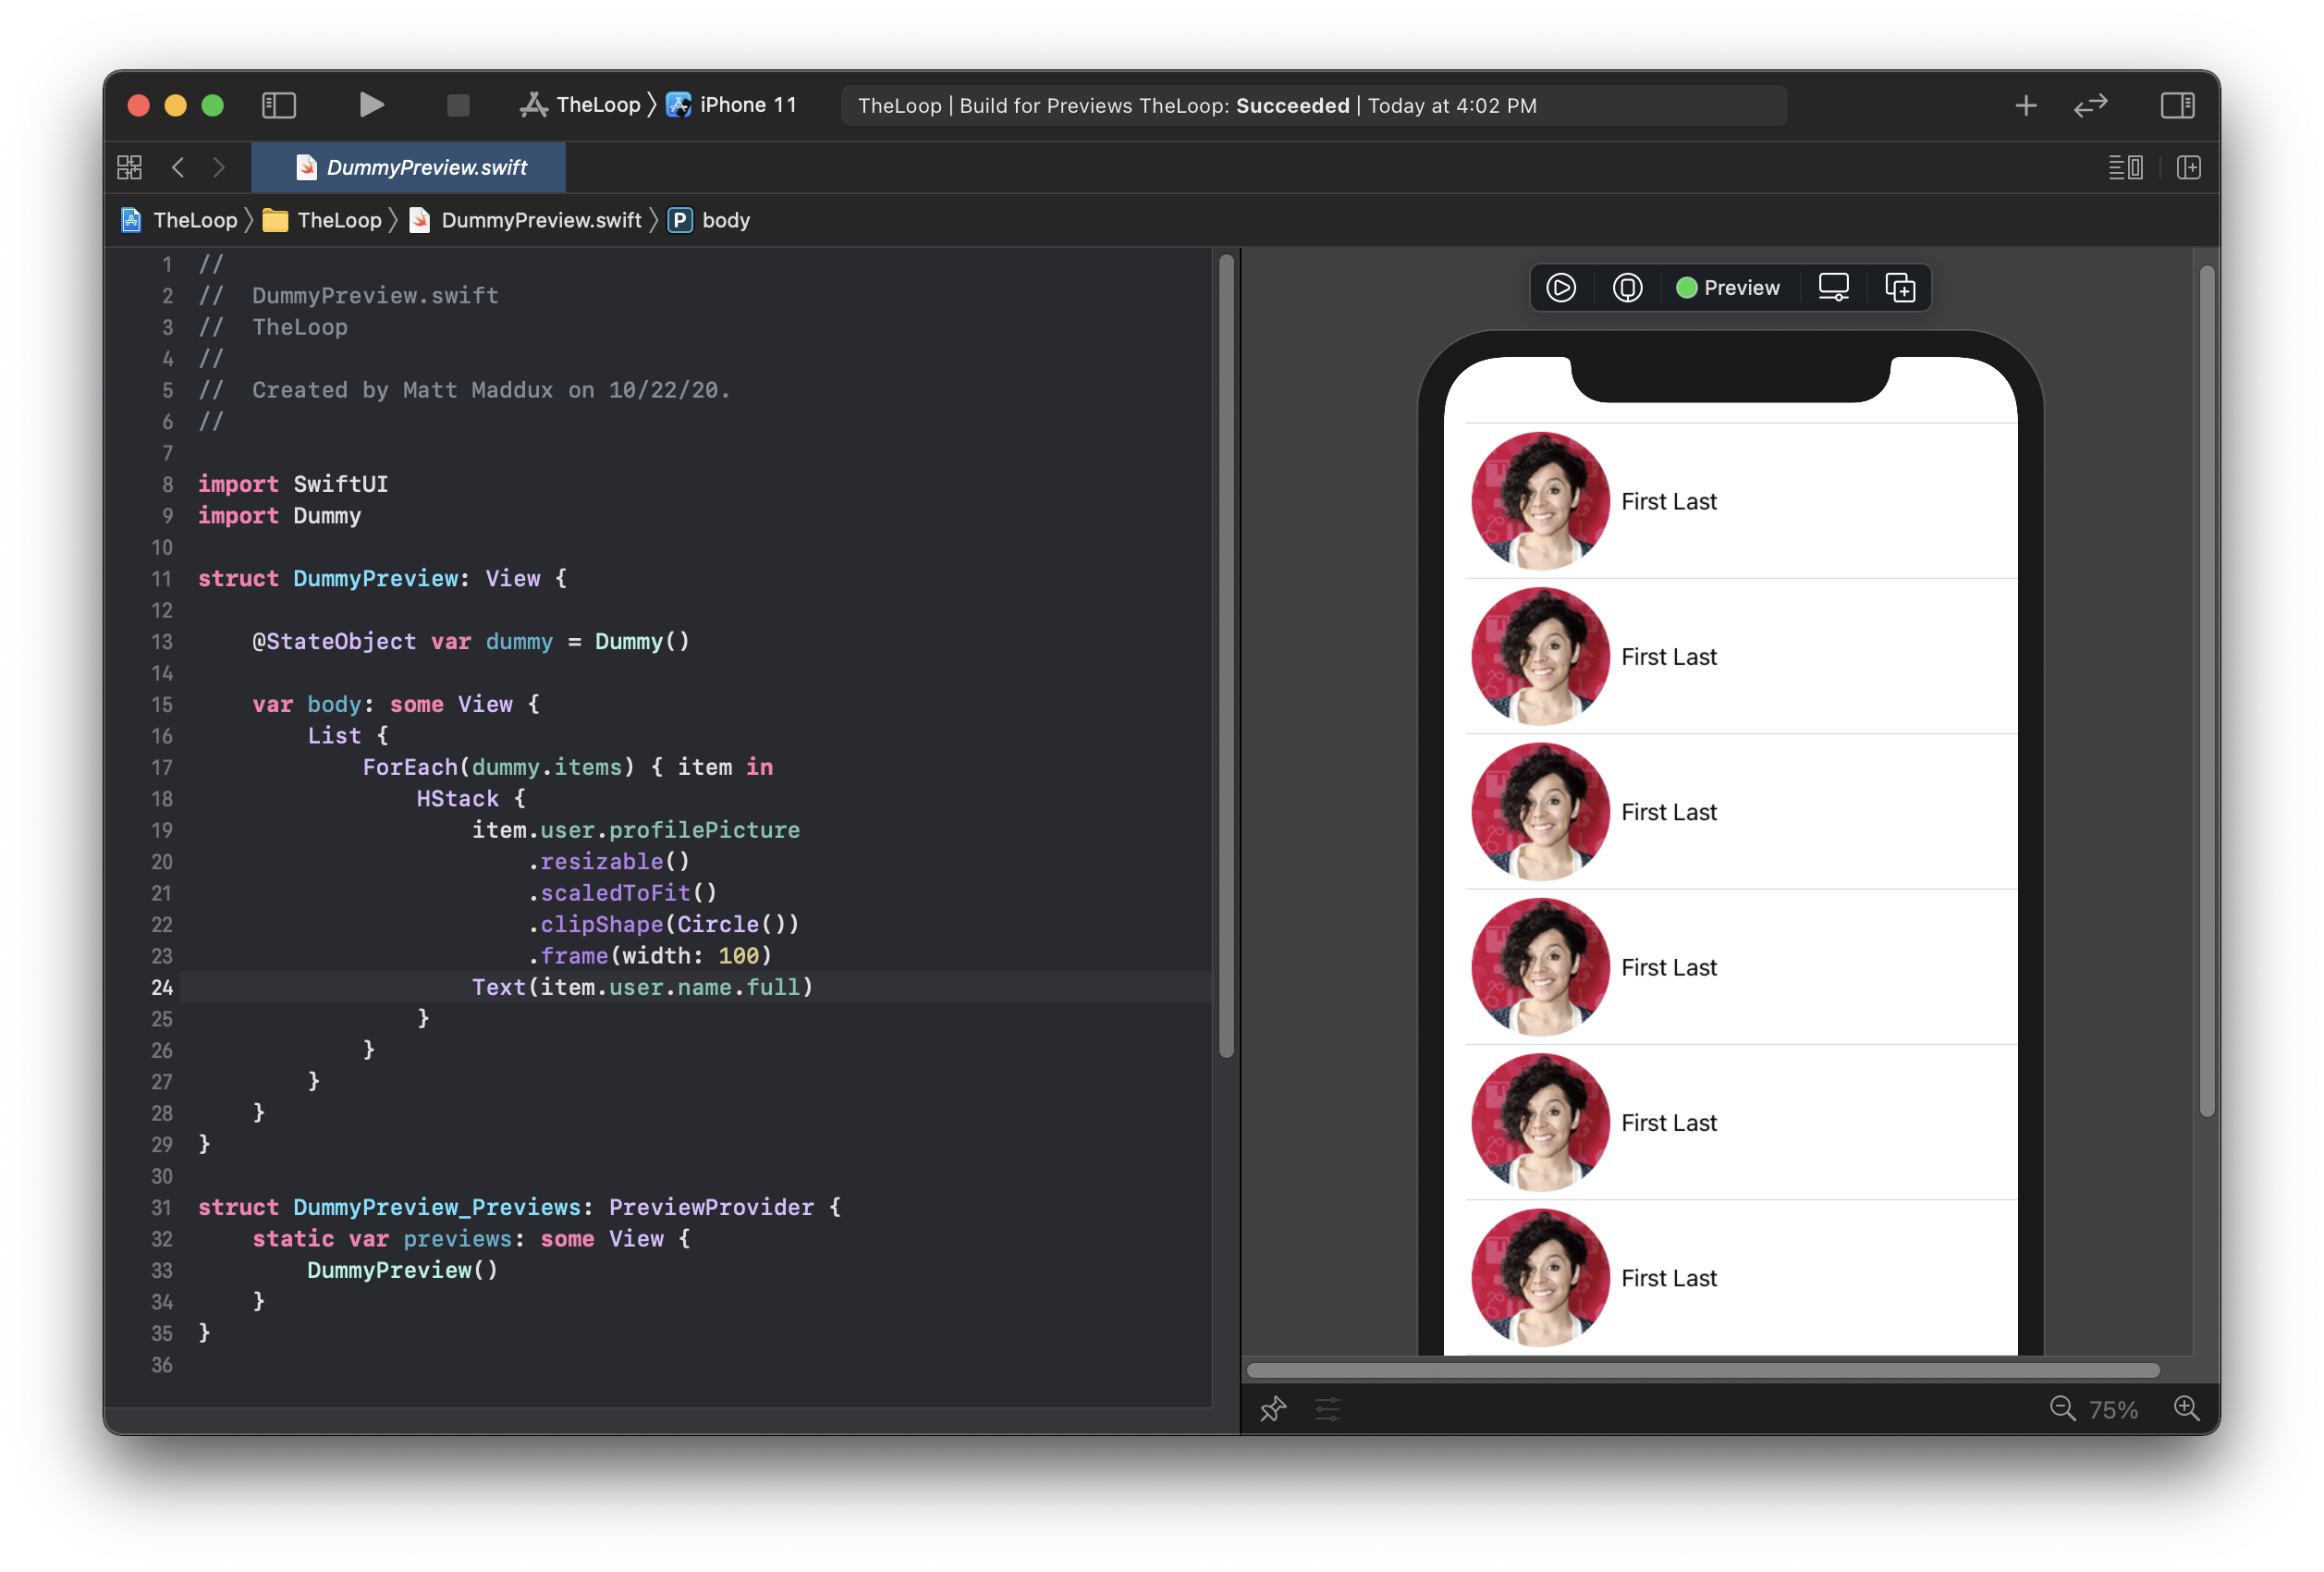 TheLoop 〉 iPhone 11
TheLoop | Build for Previews TheLoop: Succeeded | Today at 4:02 PM
DummyPreview.swift
TheLoop 〉 TheLoop 〉 DummyPreview.swift 〉 P body
1 //
2 //  DummyPreview.swift
3 //  TheLoop
4 //
5 //  Created by Matt Maddux on 10/22/20.
6 //
7
8 import SwiftUI
9 import Dummy
10
11 struct DummyPreview: View {
12
13     @StateObject var dummy = Dummy()
14
15     var body: some View {
16         List {
17             ForEach(dummy.items) { item in
18                 HStack {
19                     item.user.profilePicture
20                         .resizable()
21                         .scaledToFit()
22                         .clipShape(Circle())
23                         .frame(width: 100)
24                     Text(item.user.name.full)
25                 }
26             }
27         }
28     }
29 }
30
31 struct DummyPreview_Previews: PreviewProvider {
32     static var previews: some View {
33         DummyPreview()
34     }
35 }
36
Preview
First Last
First Last
First Last
First Last
First Last
First Last
75%